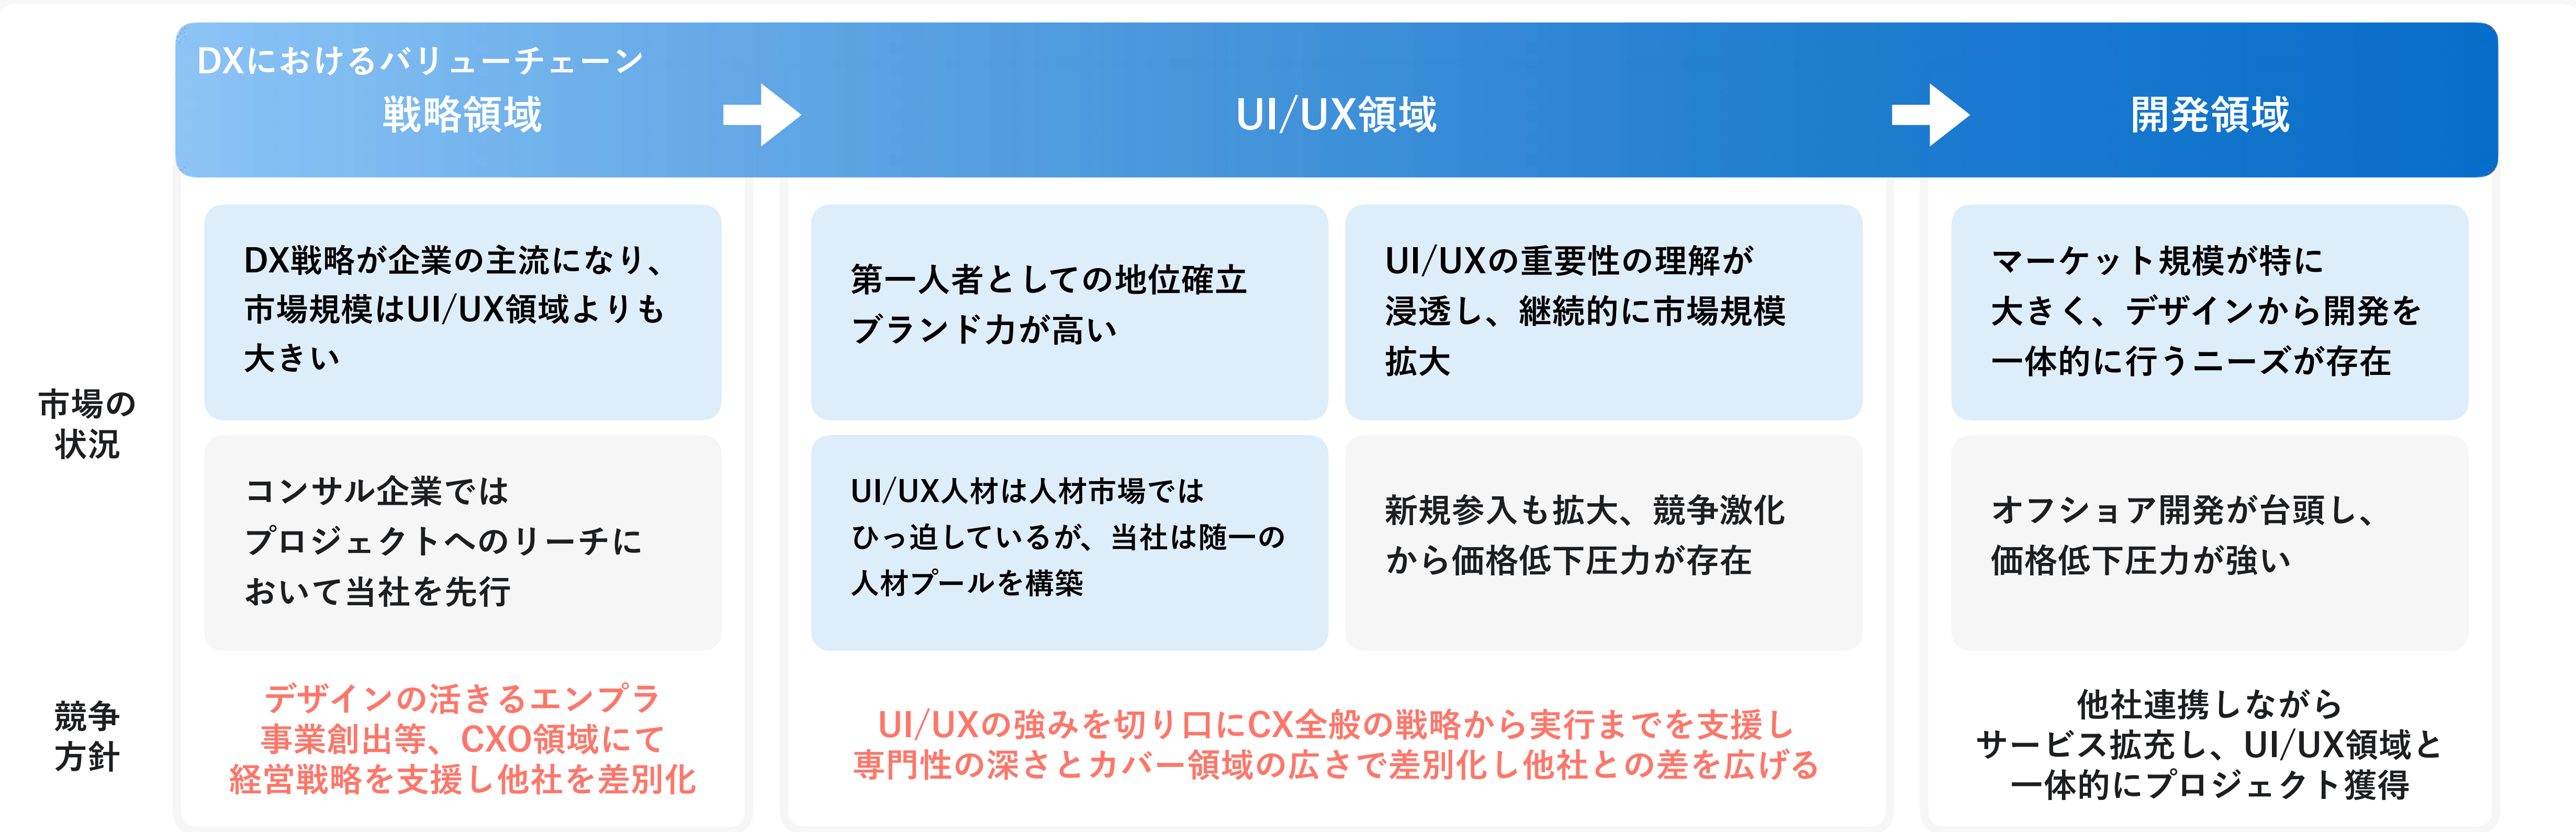 DXにおけるバリューチェーン
戦略領域
UI/UX領域
開発領域
市場の
状況
DX戦略が企業の主流になり、
市場規模はUI/UX領域よりも
大きい
第一人者としての地位確立
ブランド力が高い
UI/UXの重要性の理解が
浸透し、継続的に市場規模
拡大
マーケット規模が特に
大きく、デザインから開発を
一体的に行うニーズが存在
コンサル企業では
プロジェクトへのリーチに
おいて当社を先行
UI/UX人材は人材市場では
ひっ迫しているが、当社は随一の
人材プールを構築
新規参入も拡大、競争激化
から価格低下圧力が存在
オフショア開発が台頭し、
価格低下圧力が強い
競争
方針
デザインの活きるエンプラ
事業創出等、CXO領域にて
経営戦略を支援し他社を差別化
UI/UXの強みを切り口にCX全般の戦略から実行までを支援し
専門性の深さとカバー領域の広さで差別化し他社との差を広げる
他社連携しながら
サービス拡充し、UI/UX領域と
一体的にプロジェクト獲得